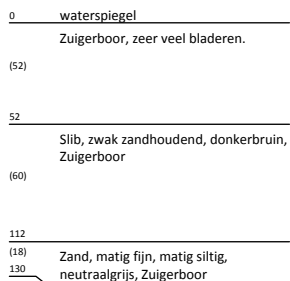 0 waterspiegel
Zuigerboor, zeer veel bladeren.
(52)
52
Slib, zwak zandhoudend, donkerbruin,
Zuigerboor
(60)
112
(18) Zand, matig fijn, matig siltig,
130 neutraalgrijs, Zuigerboor